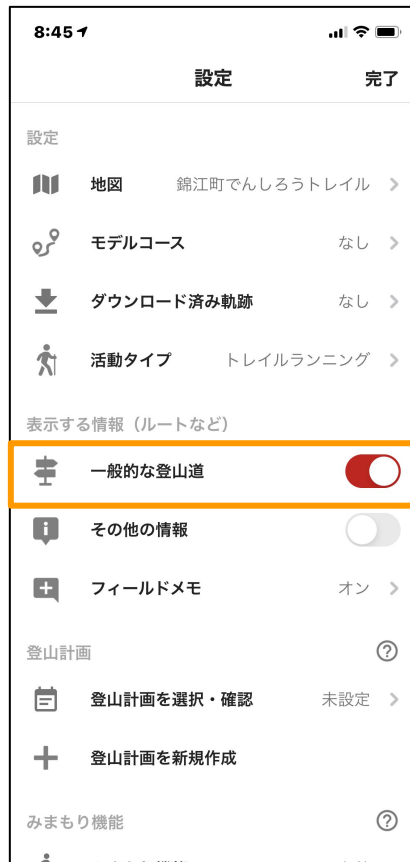 8:45
設定 完了
設定
地図 錦江町でんしろうトレイル
モデルコース なし
ダウンロード済み軌跡 なし
活動タイプ トレイルランニング
表示する情報（ルートなど）
一般的な登山道
その他の情報
フィールドメモ オン
登山計画
登山計画を選択・確認 未設定
登山計画を新規作成
みまもり機能